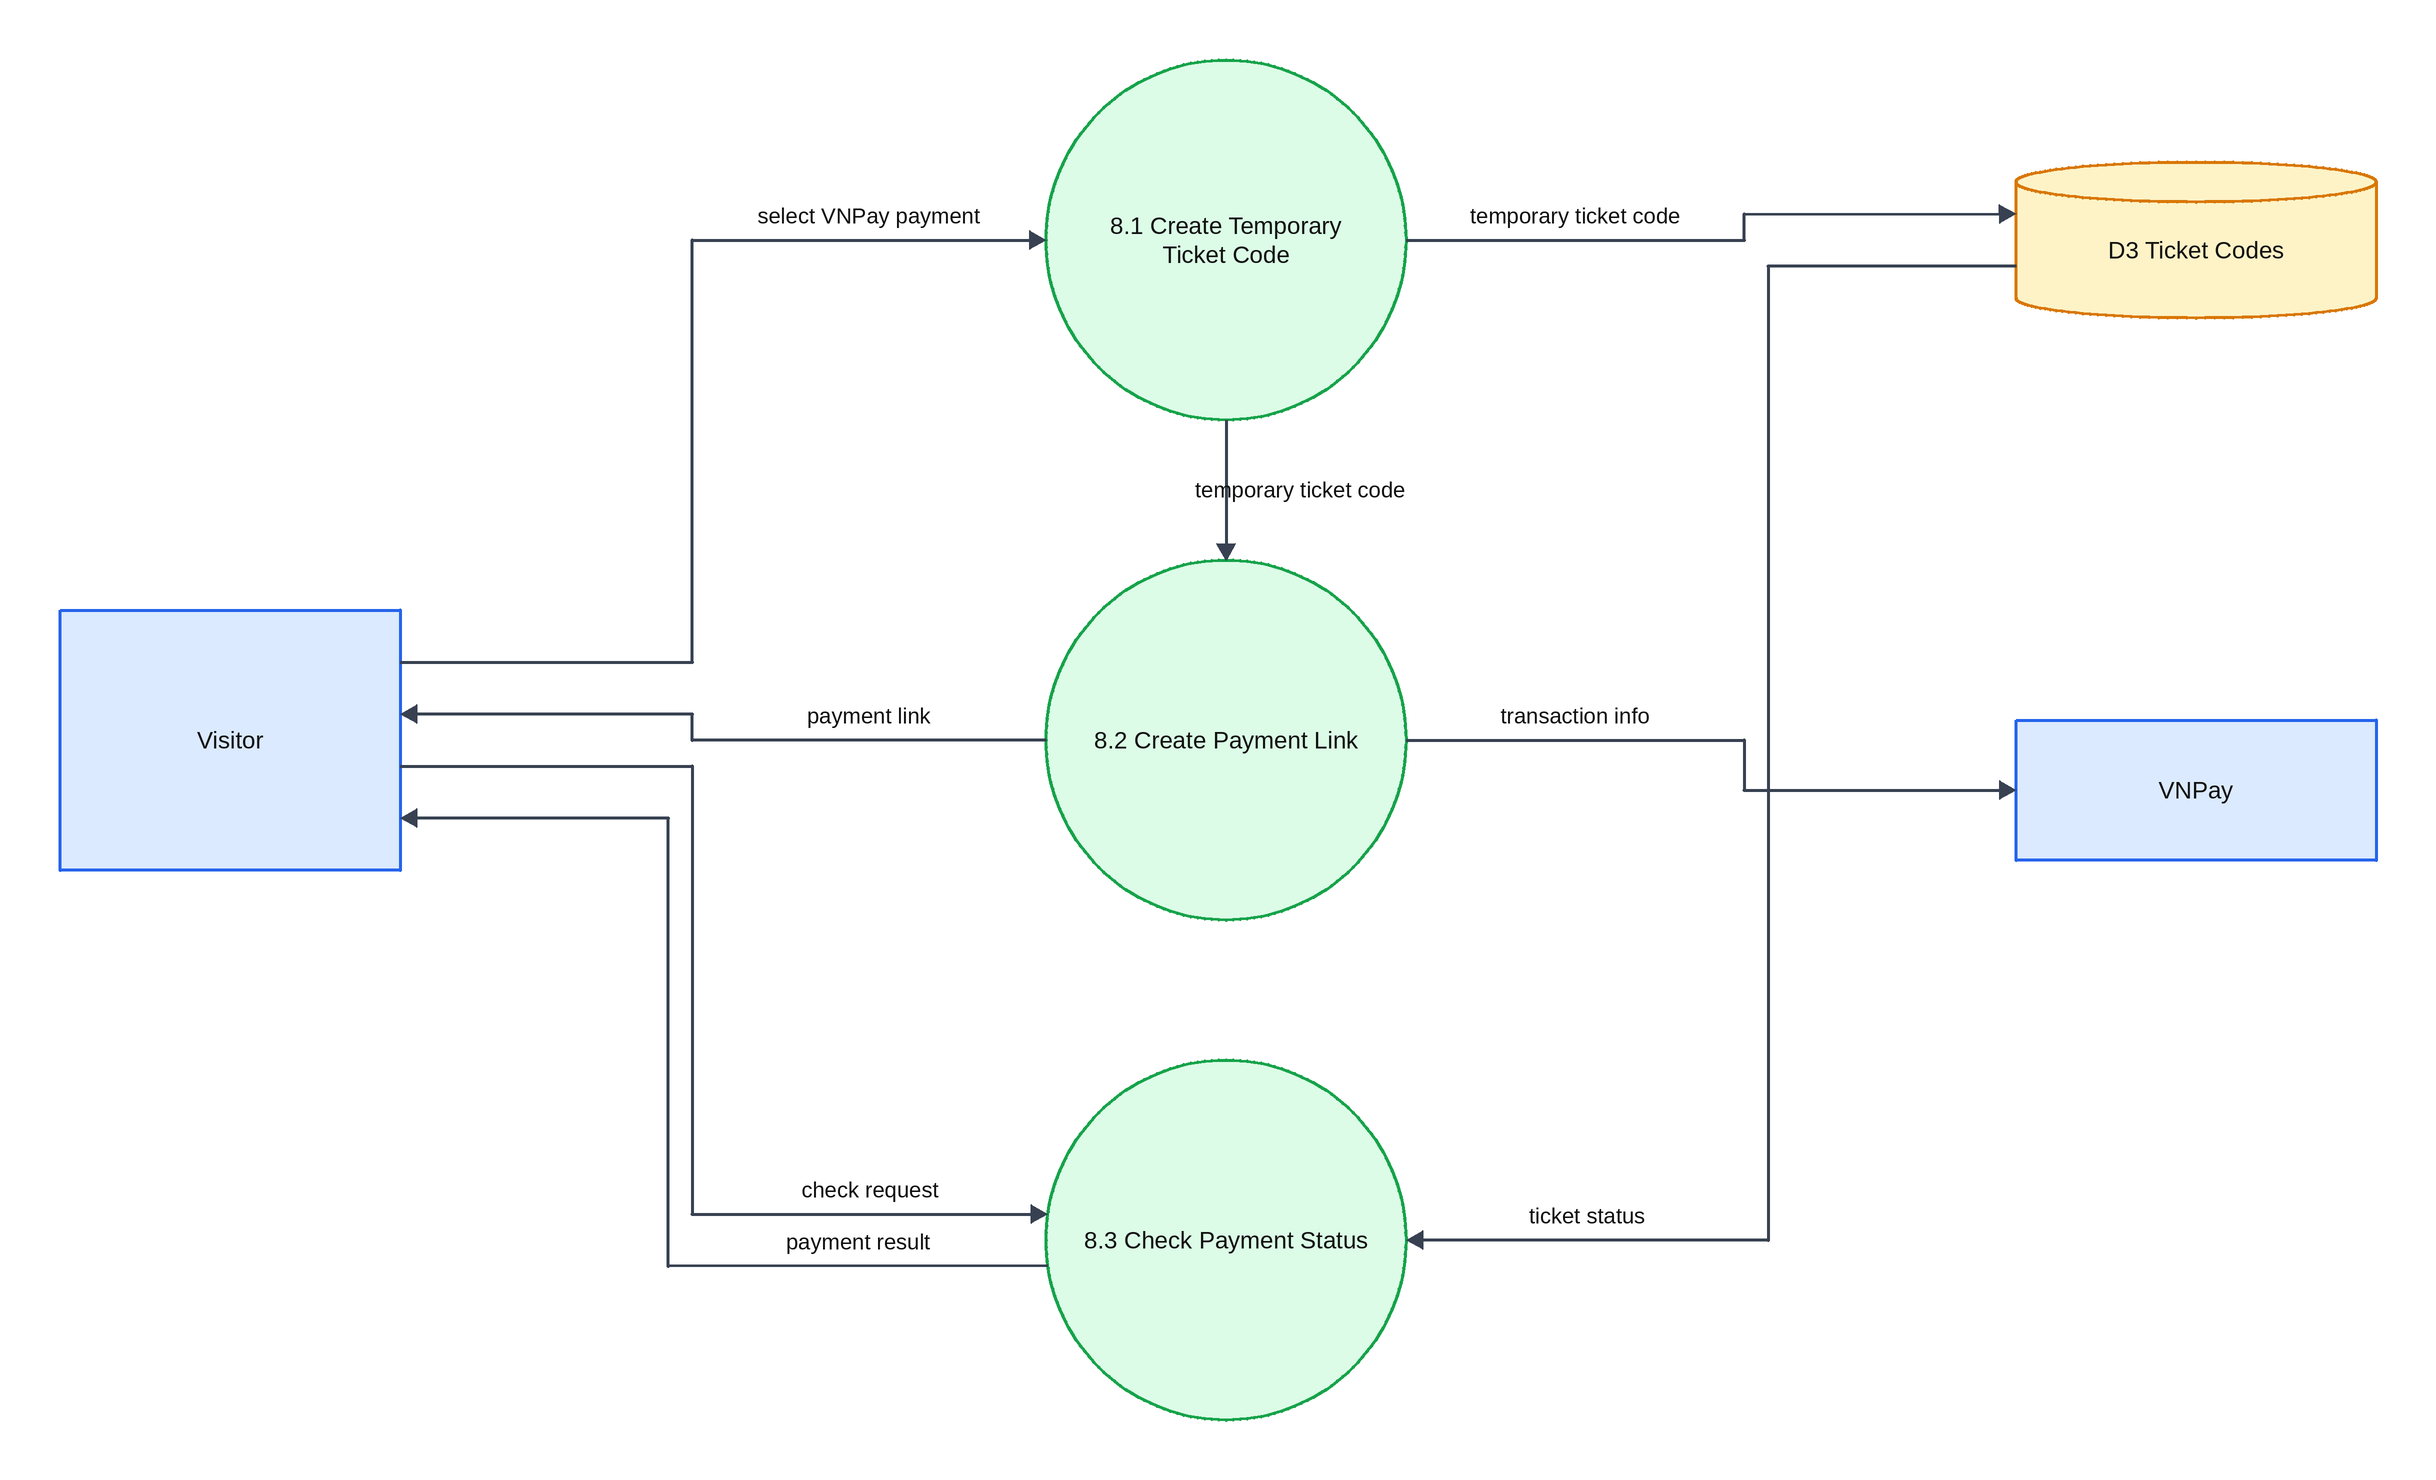 select VNPay payment
8.1 Create Temporary
Ticket Code
temporary ticket code
D3 Ticket Codes
temporary ticket code
Visitor
payment link
8.2 Create Payment Link
transaction info
VNPay
check request
payment result
8.3 Check Payment Status
ticket status